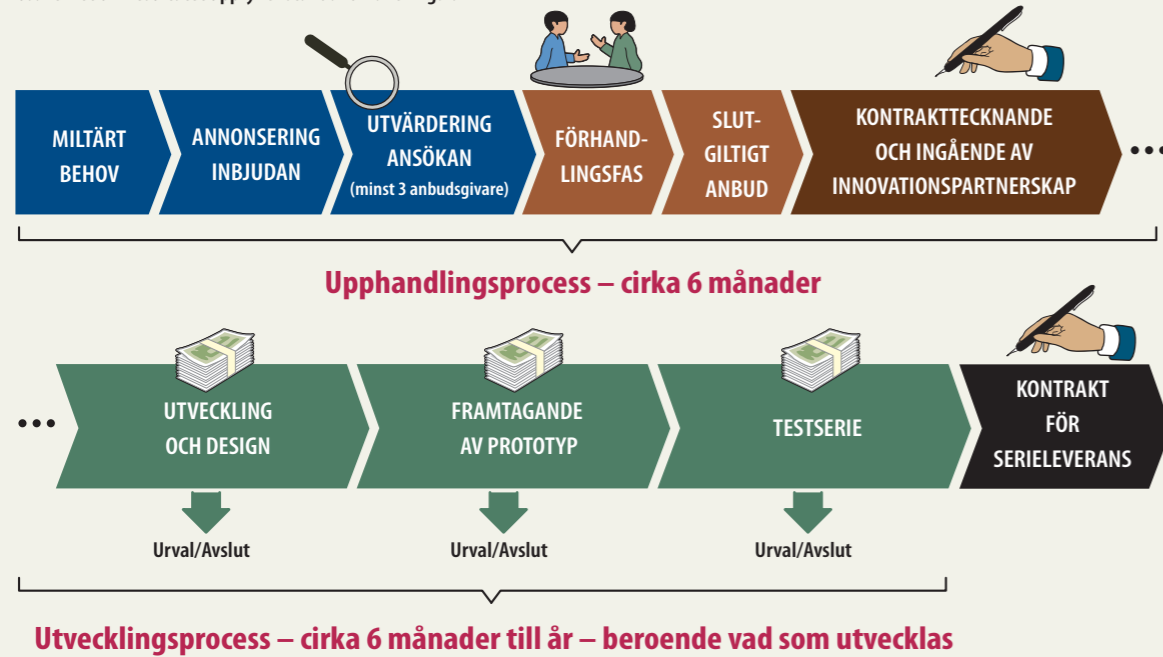 MILTÄRT
BEHOV
ANNONSERING
INBJUDAN
UTVÄRDERING
ANSÖKAN
(minst 3 anbudsgivare)
FÖRHAND-
LINGSFAS
SLUT-
GILTIGT
ANBUD
KONTRAKTTECKNANDE
OCH INGÅENDE AV
INNOVATIONSPARTNERSKAP
...
Upphandlingsprocess – cirka 6 månader
...
UTVECKLING
OCH DESIGN
FRAMTAGANDE
AV PROTOTYP
TESTSERIE
KONTRAKT
FÖR
SERIELEVERANS
Urval/Avslut
Urval/Avslut
Urval/Avslut
Utvecklingsprocess – cirka 6 månader till år – beroende vad som utvecklas